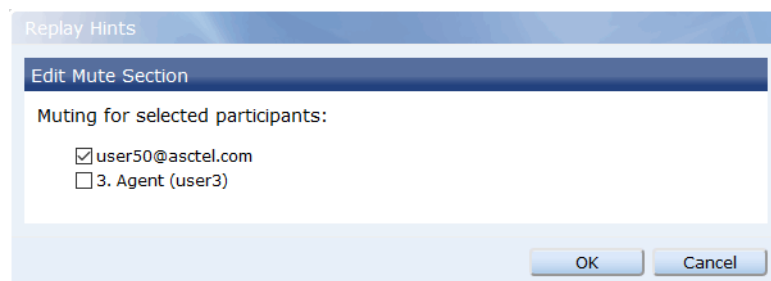 Replay Hints
Edit Mute Section
Muting for selected participants:
user50@asctel.com
3. Agent (user3)
OK Cancel